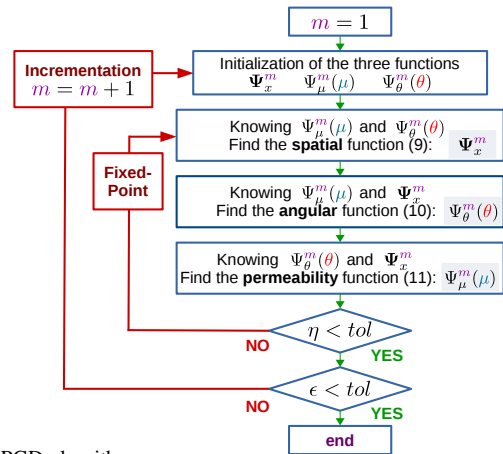 m = 1
Incrementation
m = m + 1
Initialization of the three functions
Ψ_x^m Ψ_μ^m(μ) Ψ_θ^m(θ)
Knowing Ψ_μ^m(μ) and Ψ_θ^m(θ)
Find the spatial function (9): Ψ_x^m
Fixed-
Point
Knowing Ψ_μ^m(μ) and Ψ_x^m
Find the angular function (10): Ψ_θ^m(θ)
Knowing Ψ_θ^m(θ) and Ψ_x^m
Find the permeability function (11): Ψ_μ^m(μ)
η < tol
NO
YES
ϵ < tol
NO
YES
end